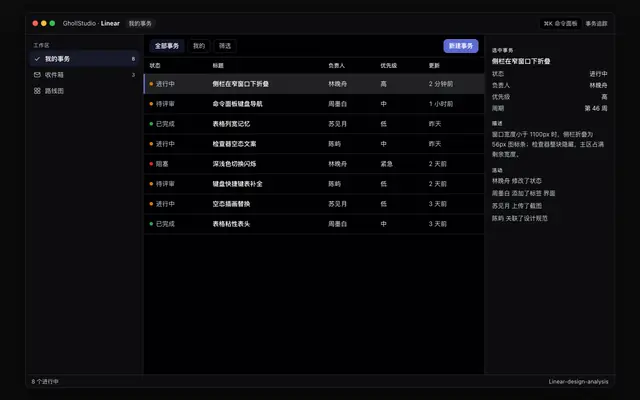 GholiStudio · Linear 我的事务 ⌘K 命令面板 事务追踪
工作区
我的事务 8
收件箱 3
路线图
全部事务 我的 筛选 新建事务
状态 标题 负责人 优先级 更新
进行中 侧栏在窄窗口下折叠 林晚舟 高 2 分钟前
待评审 命令面板键盘导航 周墨白 中 1 小时前
已完成 表格列宽记忆 苏见月 低 昨天
进行中 检查器空态文案 陈屿 中 昨天
阻塞 深浅色切换闪烁 林晚舟 紧急 2 天前
待评审 键盘快捷键表补全 周墨白 低 2 天前
进行中 空态插画替换 苏见月 低 3 天前
已完成 表格粘性表头 周墨白 中 3 天前
选中事务
侧栏在窄窗口下折叠
状态 进行中
负责人 林晚舟
优先级 高
周期 第 46 周
描述
窗口宽度小于 1100px 时，侧栏折叠为
56px 图标条；检查器整块隐藏，主区占满
剩余宽度。
活动
林晚舟 修改了状态
周墨白 添加了标签 界面
苏见月 上传了截图
陈屿 关联了设计规范
8 个进行中 Linear-design-analysis